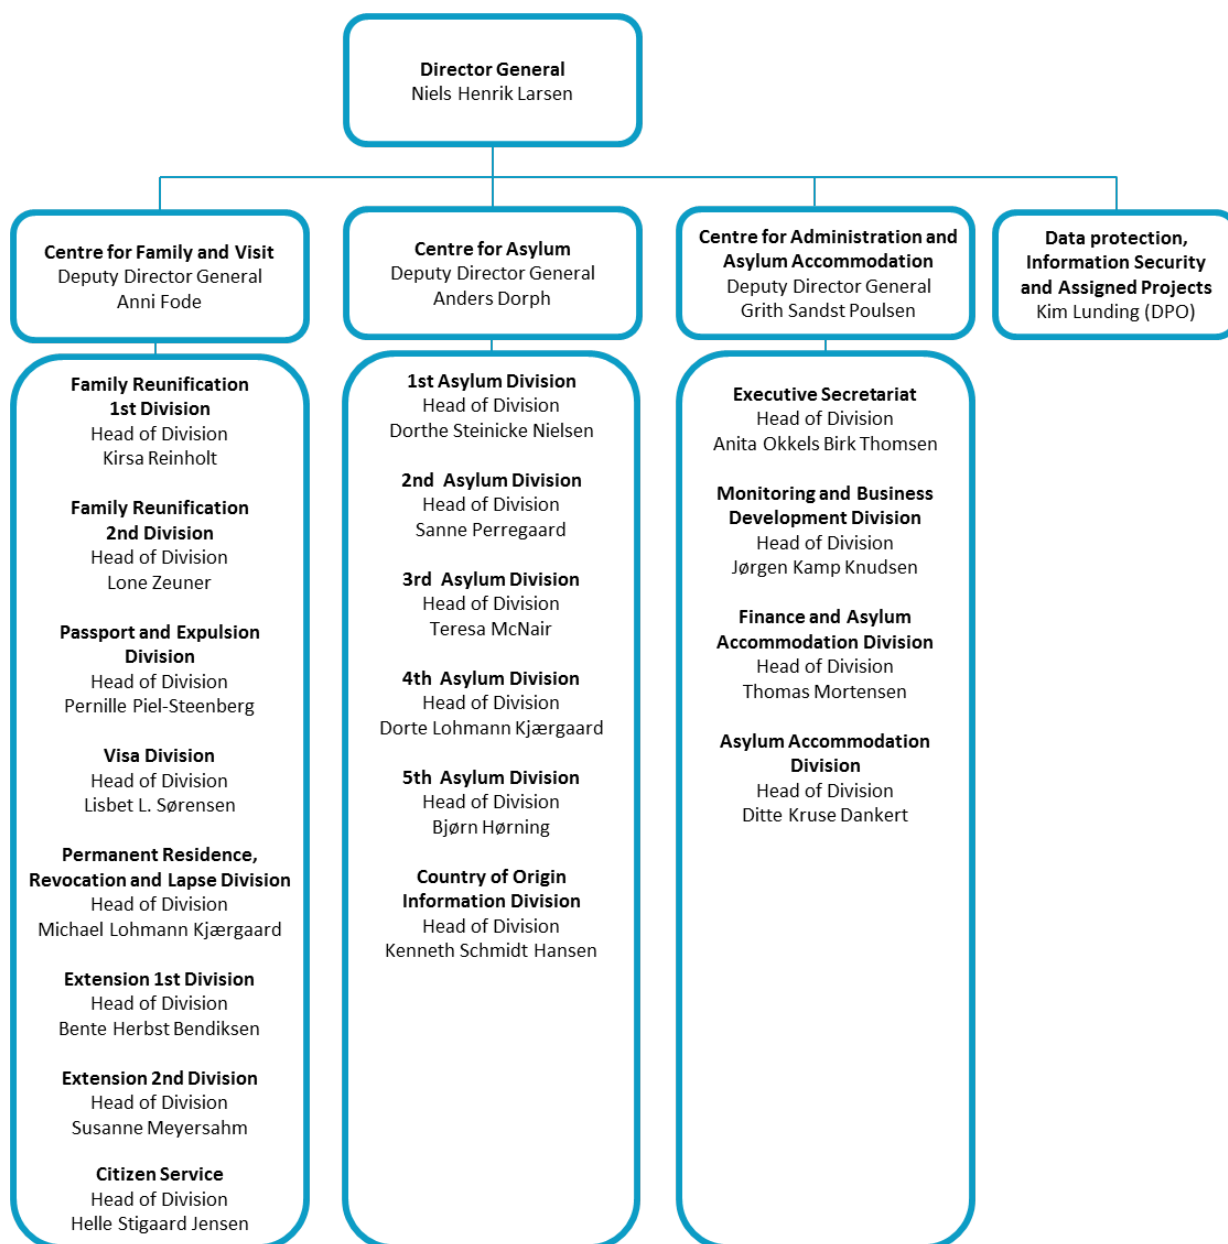 Director General
Niels Henrik Larsen
Centre for Family and Visit
Deputy Director General
Anni Fode
Centre for Asylum
Deputy Director General
Anders Dorph
Centre for Administration and
Asylum Accommodation
Deputy Director General
Grith Sandst Poulsen
Data protection,
Information Security
and Assigned Projects
Kim Lunding (DPO)
Family Reunification
1st Division
Head of Division
Kirsa Reinholt
Family Reunification
2nd Division
Head of Division
Lone Zeuner
Passport and Expulsion
Division
Head of Division
Pernille Piel-Steenberg
Visa Division
Head of Division
Lisbet L. Sørensen
Permanent Residence,
Revocation and Lapse Division
Head of Division
Michael Lohmann Kjærgaard
Extension 1st Division
Head of Division
Bente Herbst Bendiksen
Extension 2nd Division
Head of Division
Susanne Meyersahm
Citizen Service
Head of Division
Helle Stigaard Jensen
1st Asylum Division
Head of Division
Dorthe Steinicke Nielsen
2nd Asylum Division
Head of Division
Sanne Perregaard
3rd Asylum Division
Head of Division
Teresa McNair
4th Asylum Division
Head of Division
Dorte Lohmann Kjærgaard
5th Asylum Division
Head of Division
Bjørn Hørning
Country of Origin
Information Division
Head of Division
Kenneth Schmidt Hansen
Executive Secretariat
Head of Division
Anita Okkels Birk Thomsen
Monitoring and Business
Development Division
Head of Division
Jørgen Kamp Knudsen
Finance and Asylum
Accommodation Division
Head of Division
Thomas Mortensen
Asylum Accommodation
Division
Head of Division
Ditte Kruse Dankert